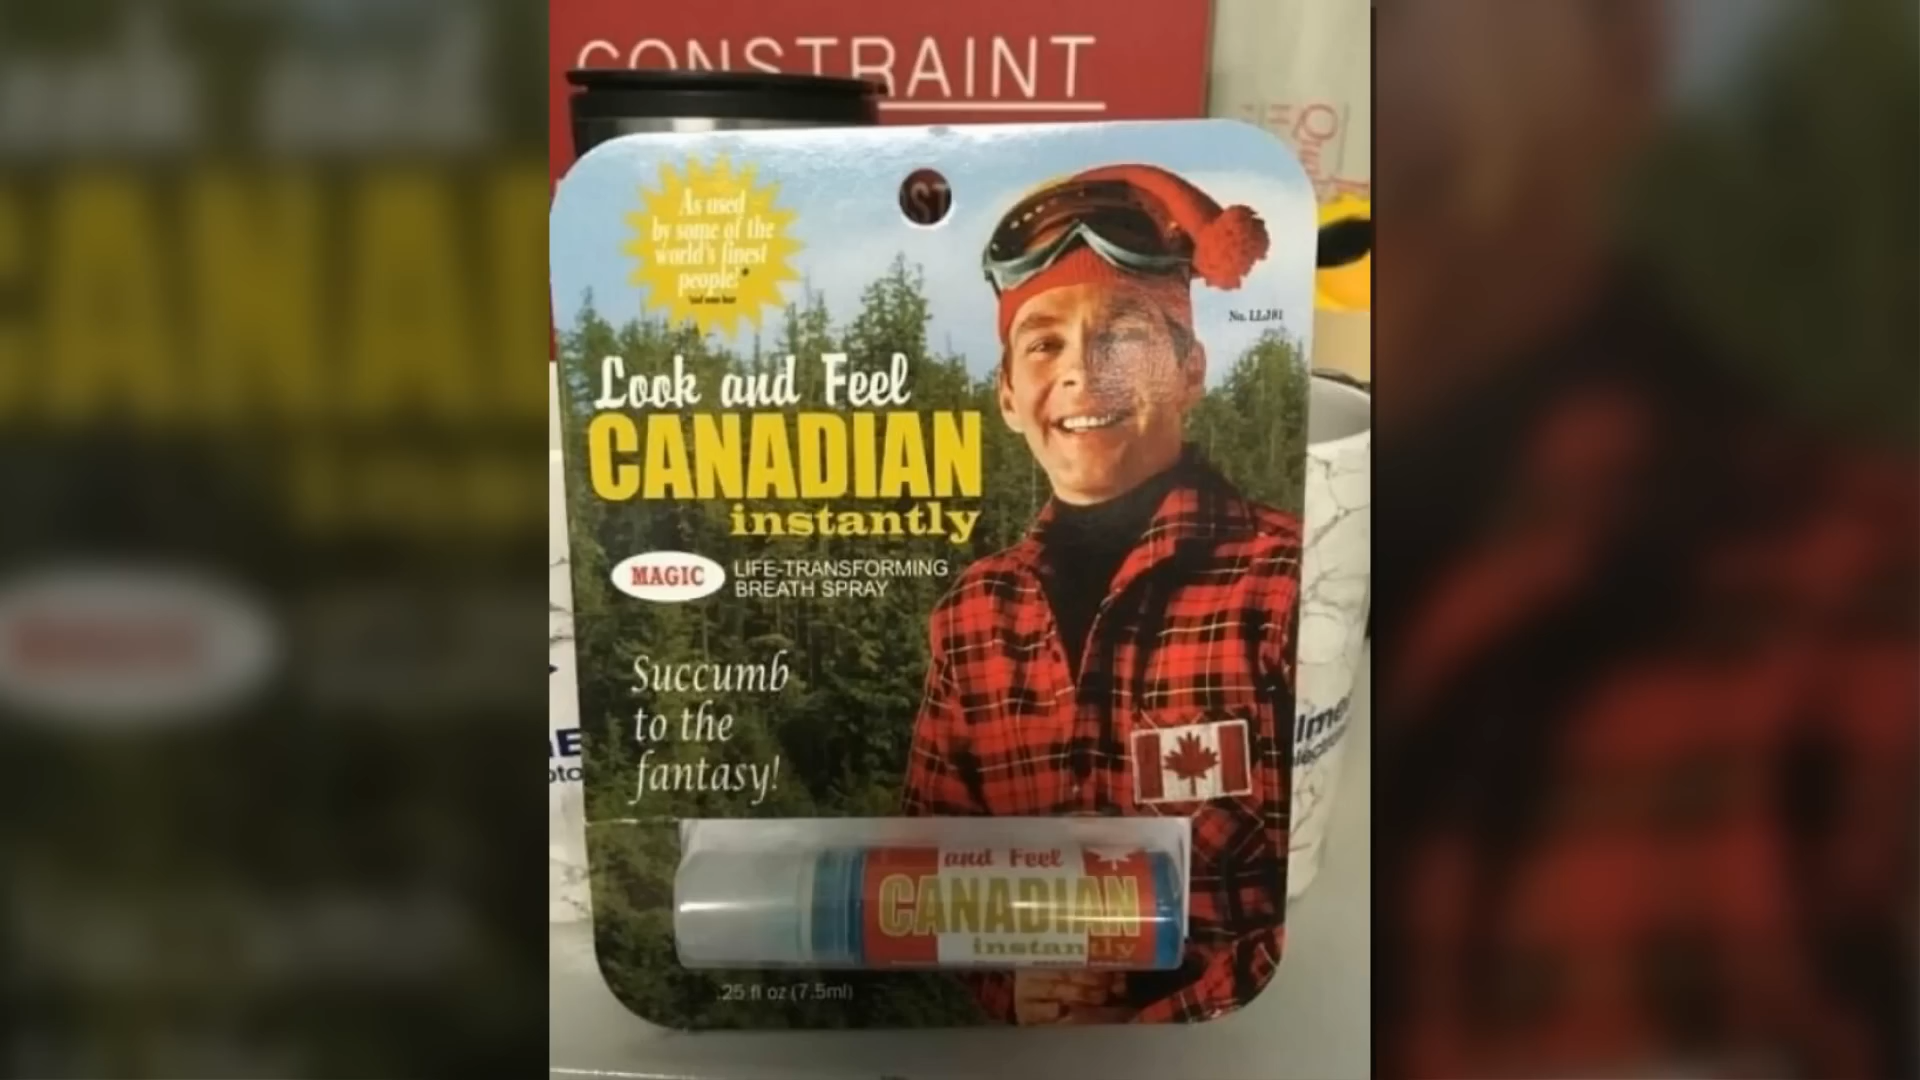 CONSTRAINT
As used
by some of the
world's finest
people!*
No. LLJ81
Look and Feel
CANADIAN
instantly
MAGIC
LIFE-TRANSFORMING
BREATH SPRAY
Succumb
to the
fantasy!
and Feel
CANADIAN
instantly
.25 fl oz (7.5ml)